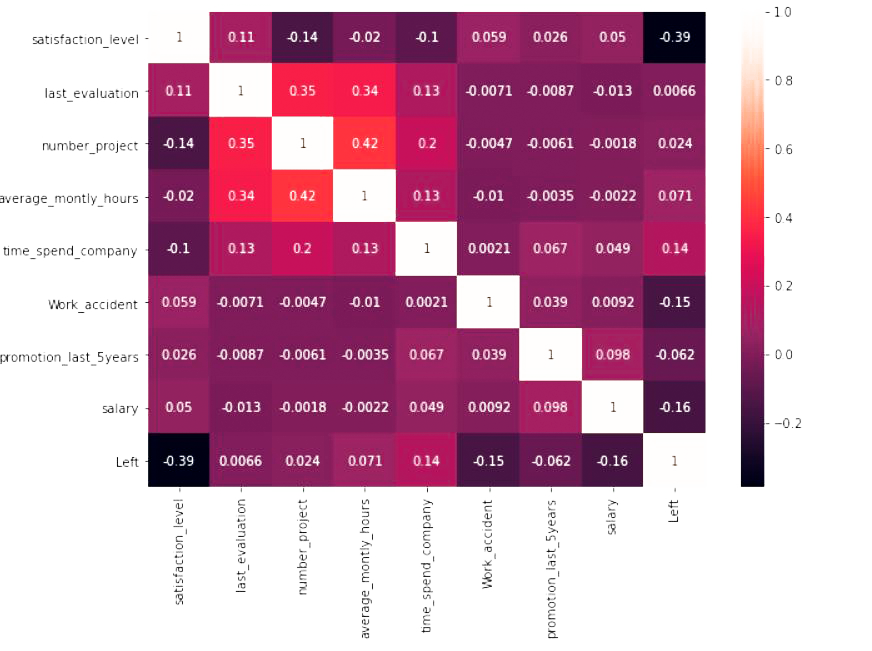 satisfaction_level 1 0.11 -0.14 -0.02 -0.1 0.059 0.026 0.05 -0.39
last_evaluation 0.11 1 0.35 0.34 0.13 -0.0071 -0.0087 -0.013 0.0066
number_project -0.14 0.35 1 0.42 0.2 -0.0047 -0.0061 -0.0018 0.024
average_montly_hours -0.02 0.34 0.42 1 0.13 -0.01 -0.0035 -0.0022 0.071
time_spend_company -0.1 0.13 0.2 0.13 1 0.0021 0.067 0.049 0.14
Work_accident 0.059 -0.0071 -0.0047 -0.01 0.0021 1 0.039 0.0092 -0.15
promotion_last_5years 0.026 -0.0087 -0.0061 -0.0035 0.067 0.039 1 0.098 -0.062
salary 0.05 -0.013 -0.0018 -0.0022 0.049 0.0092 0.098 1 -0.16
Left -0.39 0.0066 0.024 0.071 0.14 -0.15 -0.062 -0.16 1
satisfaction_level
last_evaluation
number_project
average_montly_hours
time_spend_company
Work_accident
promotion_last_5years
salary
Left
1.0
0.8
0.6
0.4
0.2
0.0
−0.2